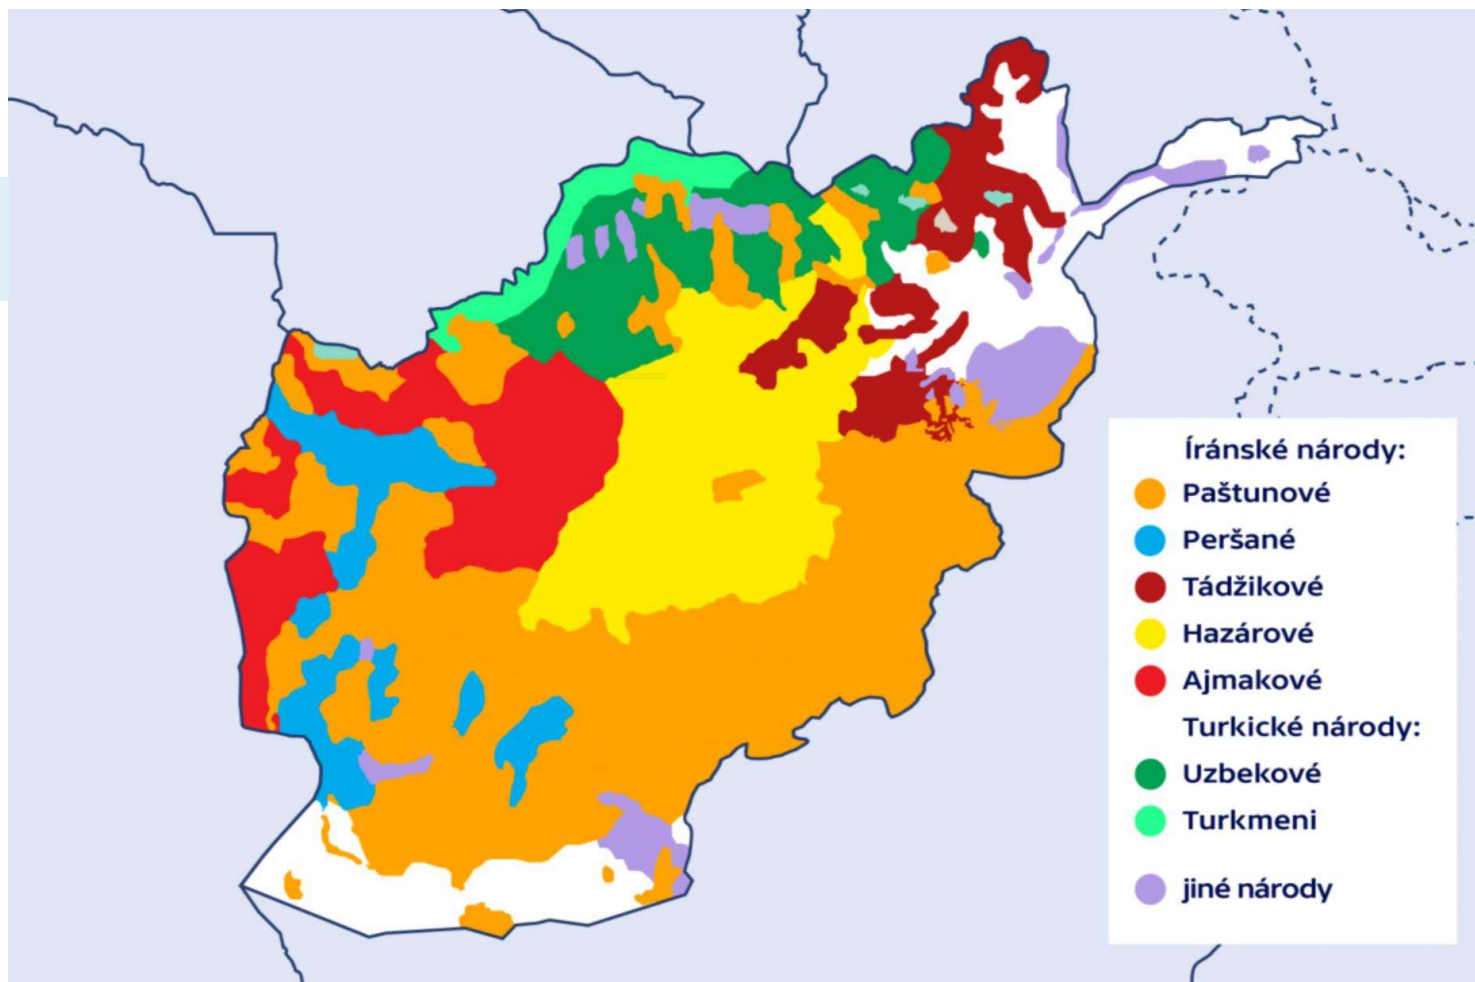 Íránské národy:
Paštunové
Peršané
Tádžikové
Hazárové
Ajmakové
Turkické národy:
Uzbekové
Turkmeni
jiné národy